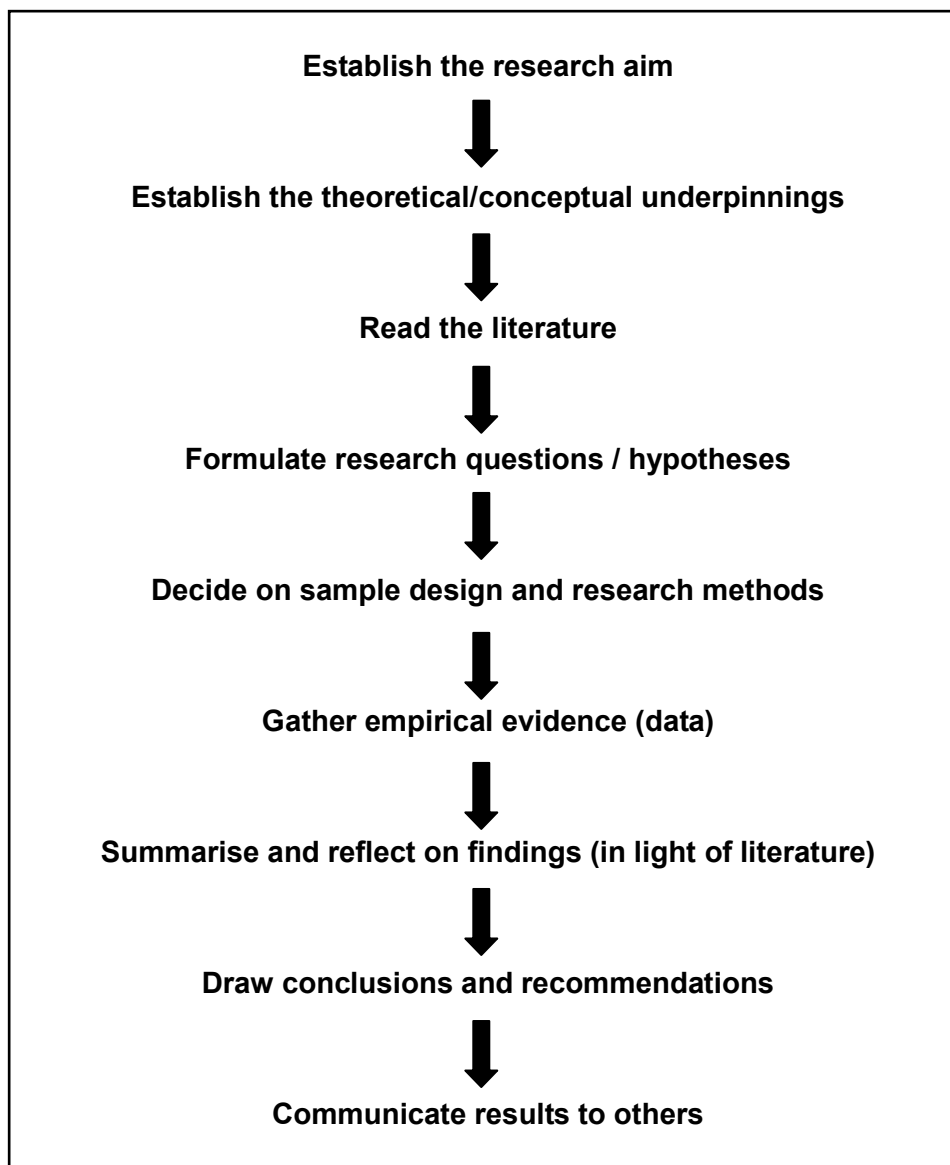 Establish the research aim
Establish the theoretical/conceptual underpinnings
Read the literature
Formulate research questions / hypotheses
Decide on sample design and research methods
Gather empirical evidence (data)
Summarise and reflect on findings (in light of literature)
Draw conclusions and recommendations
Communicate results to others